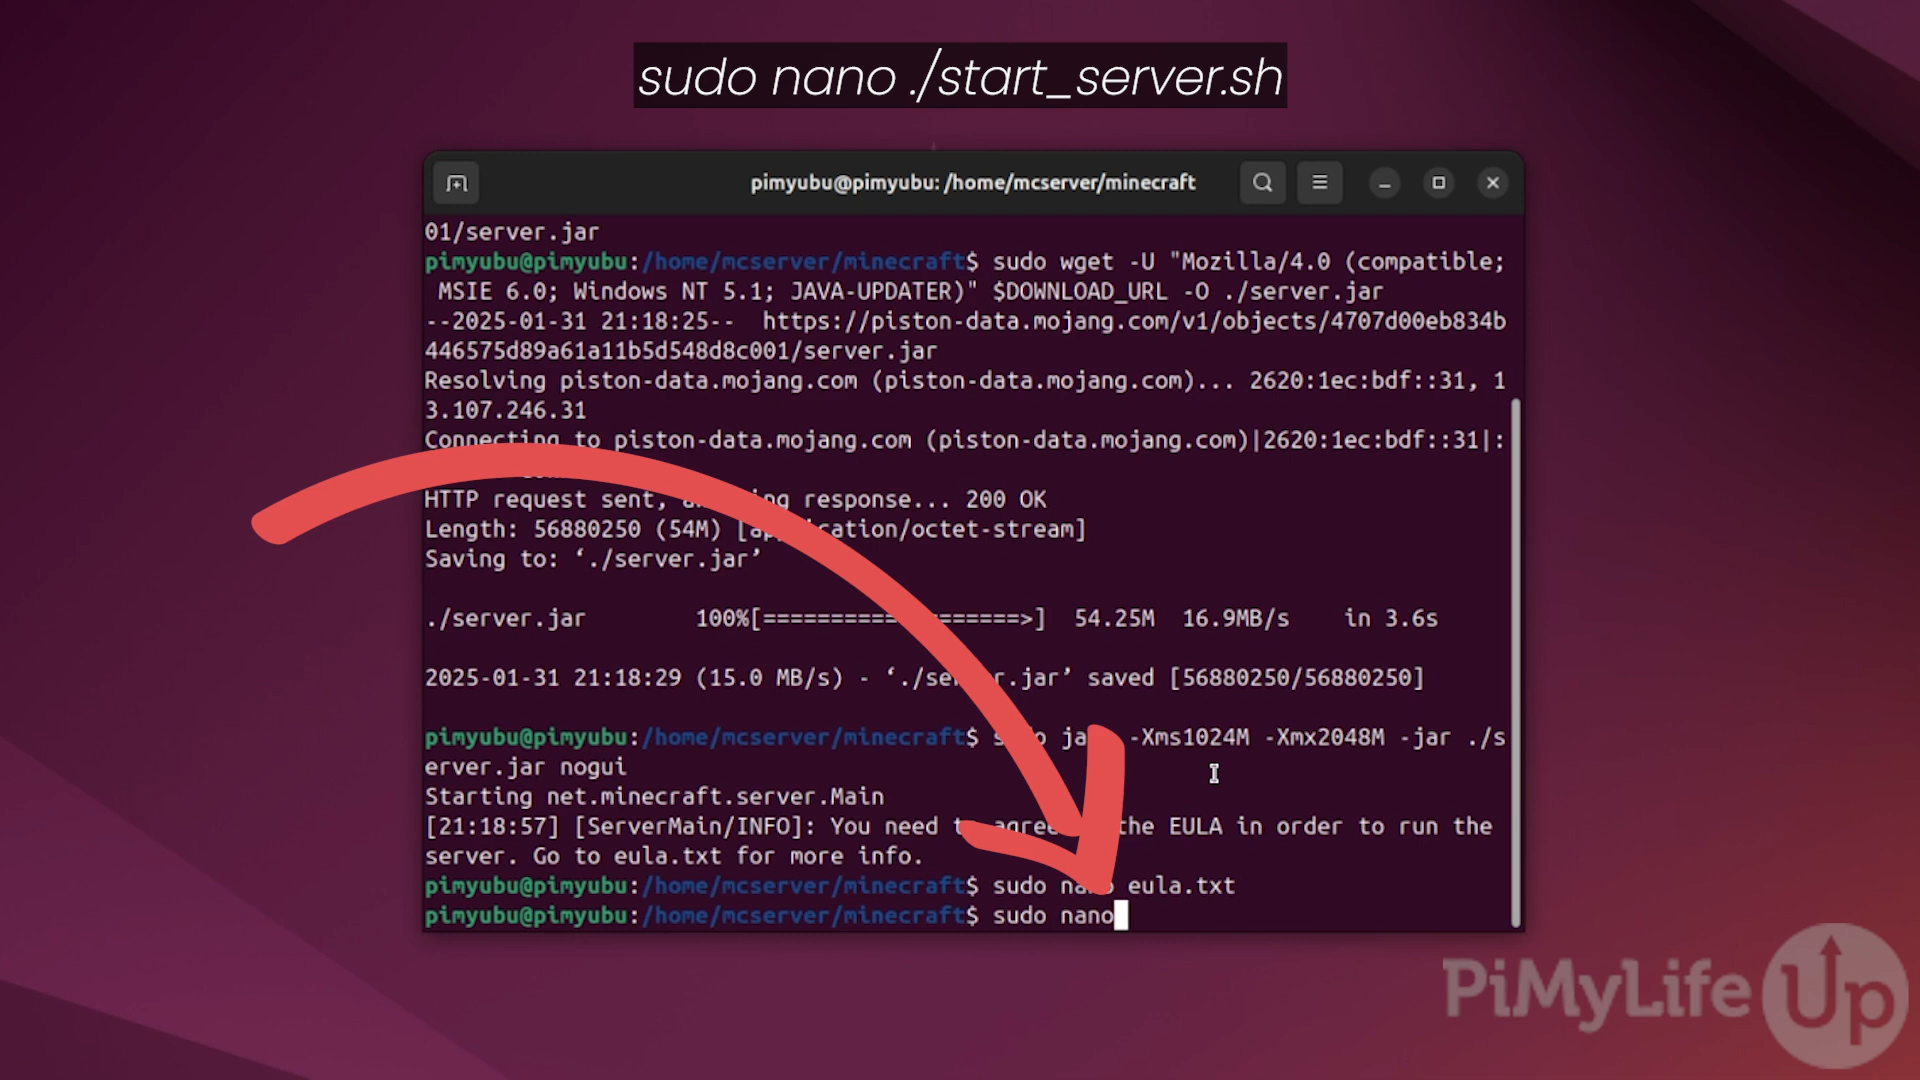 sudo nano ./start_server.sh
pimyubu@pimyubu: /home/mcserver/minecraft
01/server.jar
pimyubu@pimyubu:/home/mcserver/minecraft$ sudo wget -U "Mozilla/4.0 (compatible;
MSIE 6.0; Windows NT 5.1; JAVA-UPDATER)" $DOWNLOAD_URL -O ./server.jar
--2025-01-31 21:18:25--  https://piston-data.mojang.com/v1/objects/4707d00eb834b
446575d89a61a11b5d548d8c001/server.jar
Resolving piston-data.mojang.com (piston-data.mojang.com)... 2620:1ec:bdf::31, 1
3.107.246.31
Connecting to piston-data.mojang.com (piston-data.mojang.com)|2620:1ec:bdf::31|:
HTTP request sent, awaiting response... 200 OK
Length: 56880250 (54M) [application/octet-stream]
Saving to: ‘./server.jar’
./server.jar        100%[===================>]  54.25M  16.9MB/s    in 3.6s
2025-01-31 21:18:29 (15.0 MB/s) - ‘./server.jar’ saved [56880250/56880250]
pimyubu@pimyubu:/home/mcserver/minecraft$ sudo java -Xms1024M -Xmx2048M -jar ./s
erver.jar nogui
Starting net.minecraft.server.Main
[21:18:57] [ServerMain/INFO]: You need to agree to the EULA in order to run the
server. Go to eula.txt for more info.
pimyubu@pimyubu:/home/mcserver/minecraft$ sudo nano eula.txt
pimyubu@pimyubu:/home/mcserver/minecraft$ sudo nano
PiMyLifeUp